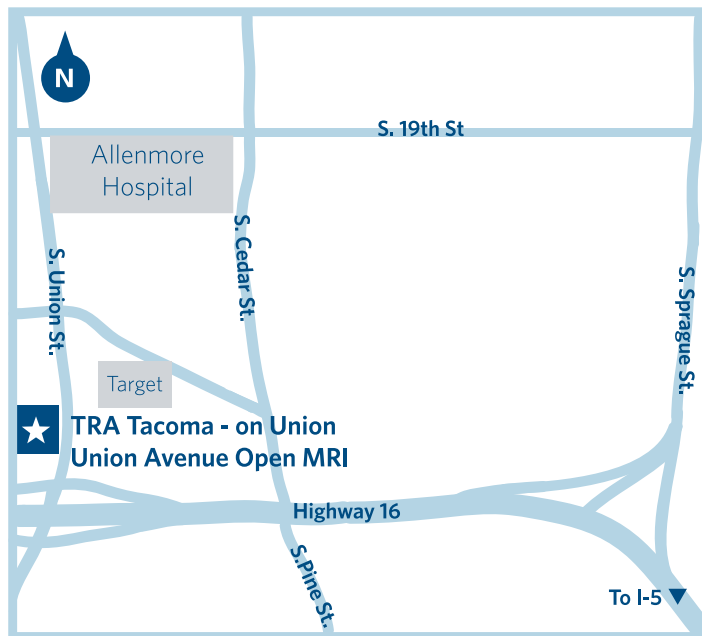 N
S. 19th St
Allenmore
Hospital
S. Cedar St.
S. Union St.
S. Sprague St.
Target
TRA Tacoma - on Union
Union Avenue Open MRI
Highway 16
S.Pine St.
To I-5